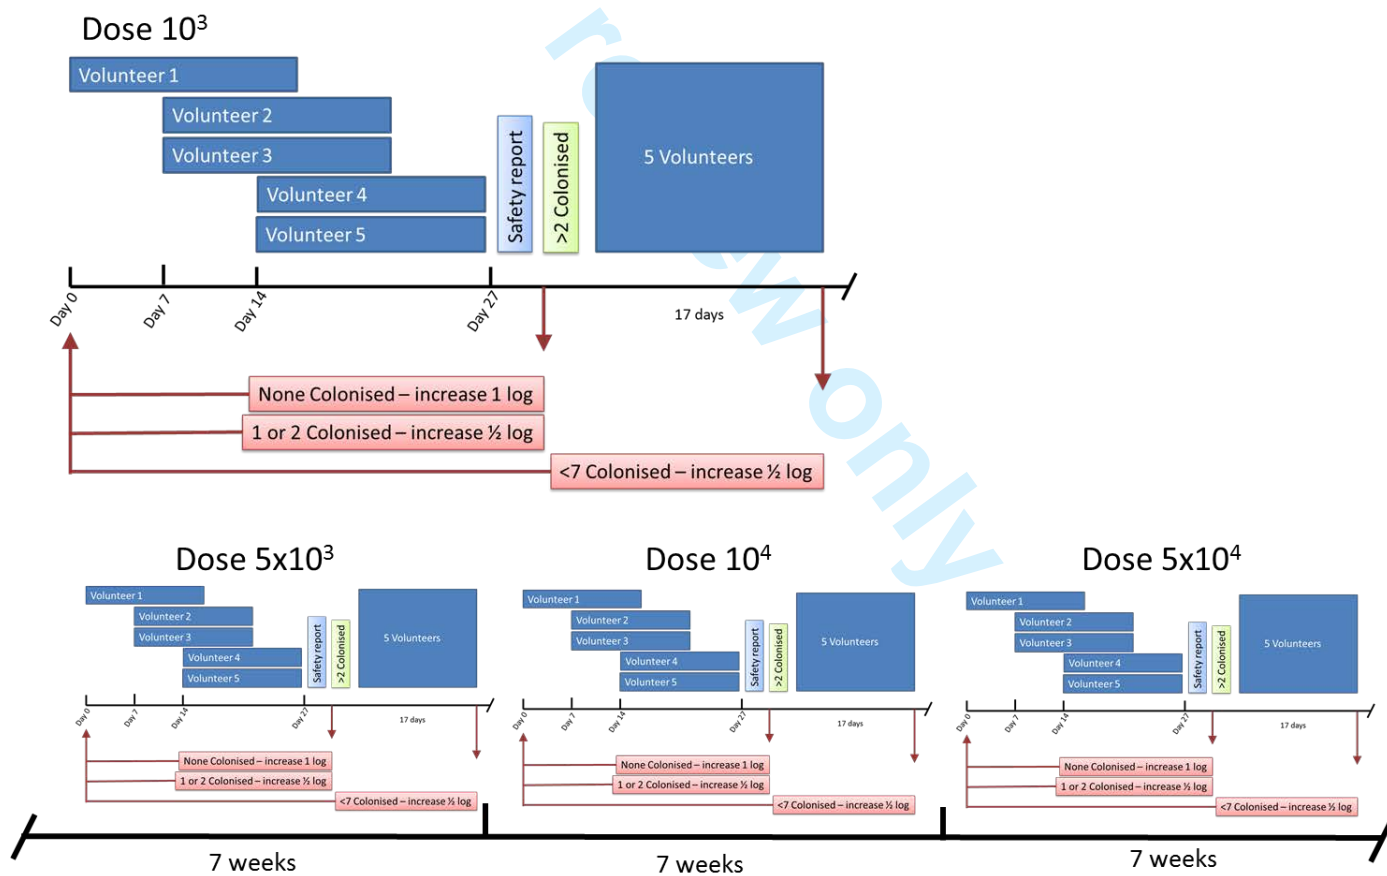 Dose 10³
Volunteer 1
Volunteer 2
Volunteer 3
Volunteer 4
Volunteer 5
Safety report
>2 Colonised
5 Volunteers
Day 0
Day 7
Day 14
Day 27
17 days
None Colonised – increase 1 log
1 or 2 Colonised – increase ½ log
<7 Colonised – increase ½ log
Dose 5x10³
Volunteer 1
Volunteer 2
Volunteer 3
Volunteer 4
Volunteer 5
Safety report
>2 Colonised
5 Volunteers
Day 0
Day 7
Day 14
Day 27
17 days
None Colonised – increase 1 log
1 or 2 Colonised – increase ½ log
<7 Colonised – increase ½ log
7 weeks
Dose 10⁴
Volunteer 1
Volunteer 2
Volunteer 3
Volunteer 4
Volunteer 5
Safety report
>2 Colonised
5 Volunteers
Day 0
Day 7
Day 14
Day 27
17 days
None Colonised – increase 1 log
1 or 2 Colonised – increase ½ log
<7 Colonised – increase ½ log
7 weeks
Dose 5x10⁴
Volunteer 1
Volunteer 2
Volunteer 3
Volunteer 4
Volunteer 5
Safety report
>2 Colonised
5 Volunteers
Day 0
Day 7
Day 14
Day 27
17 days
None Colonised – increase 1 log
1 or 2 Colonised – increase ½ log
<7 Colonised – increase ½ log
7 weeks
only